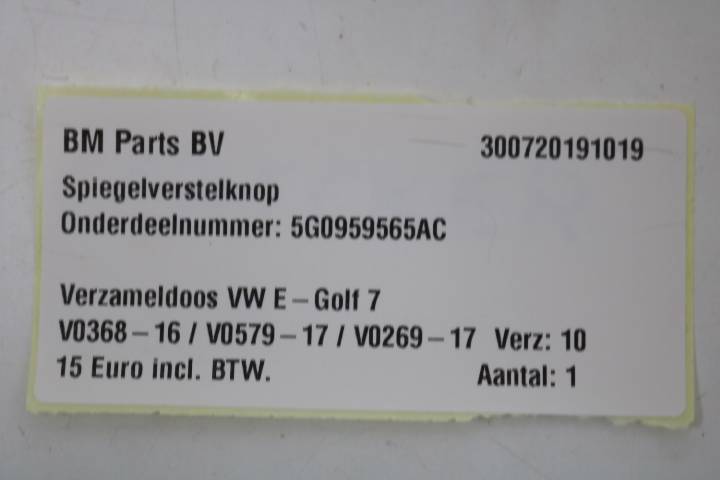 BM Parts BV 300720191019
Spiegelverstelknop
Onderdeelnummer: 5G0959565AC
Verzameldoos VW E-Golf 7
V0368-16 / V0579-17 / V0269-17 Verz: 10
15 Euro incl. BTW. Aantal: 1